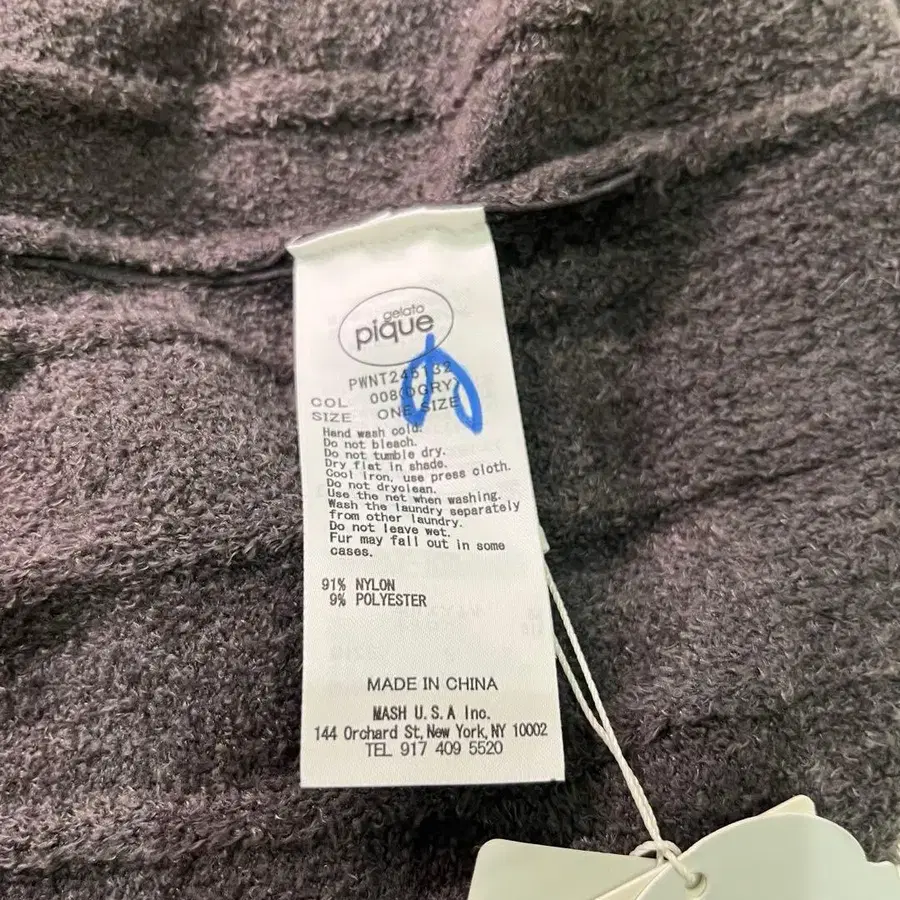 gelato
pique
PWNT245132
COL 008(DGRY)
SIZE ONE SIZE
Hand wash cold.
Do not bleach.
Do not tumble dry.
Dry flat in shade.
Cool iron, use press cloth.
Do not dryclean.
Use the net when washing.
Wash the laundry separately
from other laundry.
Do not leave wet.
Fur may fall out in some
cases.
91% NYLON
9% POLYESTER
MADE IN CHINA
MASH U.S.A Inc.
144 Orchard St, New York, NY 10002
TEL 917 409 5520